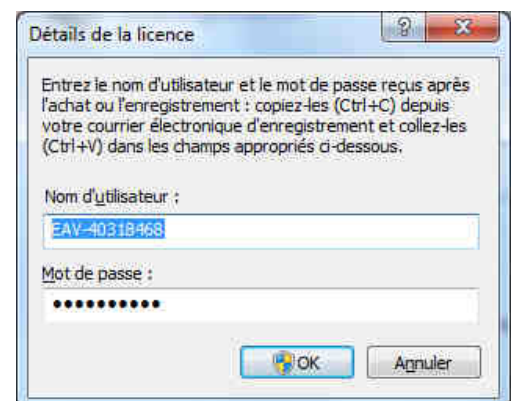 Détails de la licence
Entrez le nom d'utilisateur et le mot de passe reçus après
l'achat ou l'enregistrement : copiez-les (Ctrl+C) depuis
votre courrier électronique d'enregistrement et collez-les
(Ctrl+V) dans les champs appropriés ci-dessous.
Nom d'utilisateur :
EAV-40318468
Mot de passe :
●●●●●●●●●●
OK Annuler